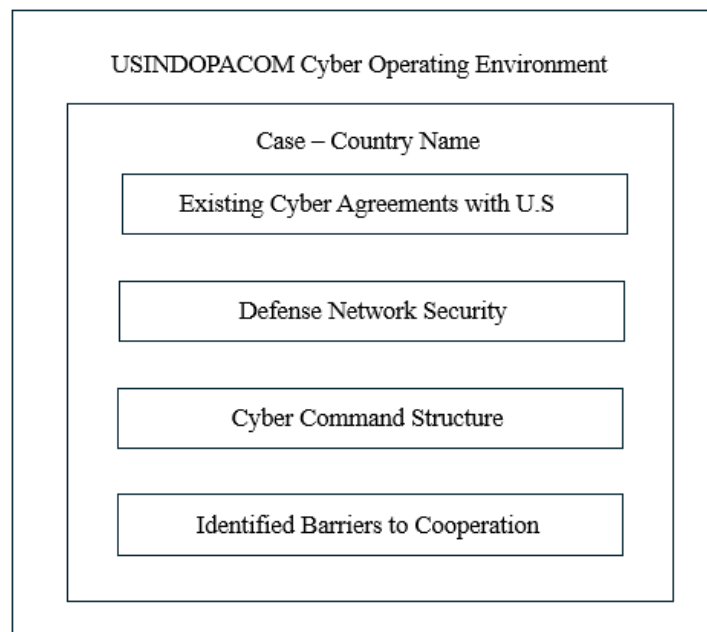 USINDOPACOM Cyber Operating Environment
Case – Country Name
Existing Cyber Agreements with U.S
Defense Network Security
Cyber Command Structure
Identified Barriers to Cooperation